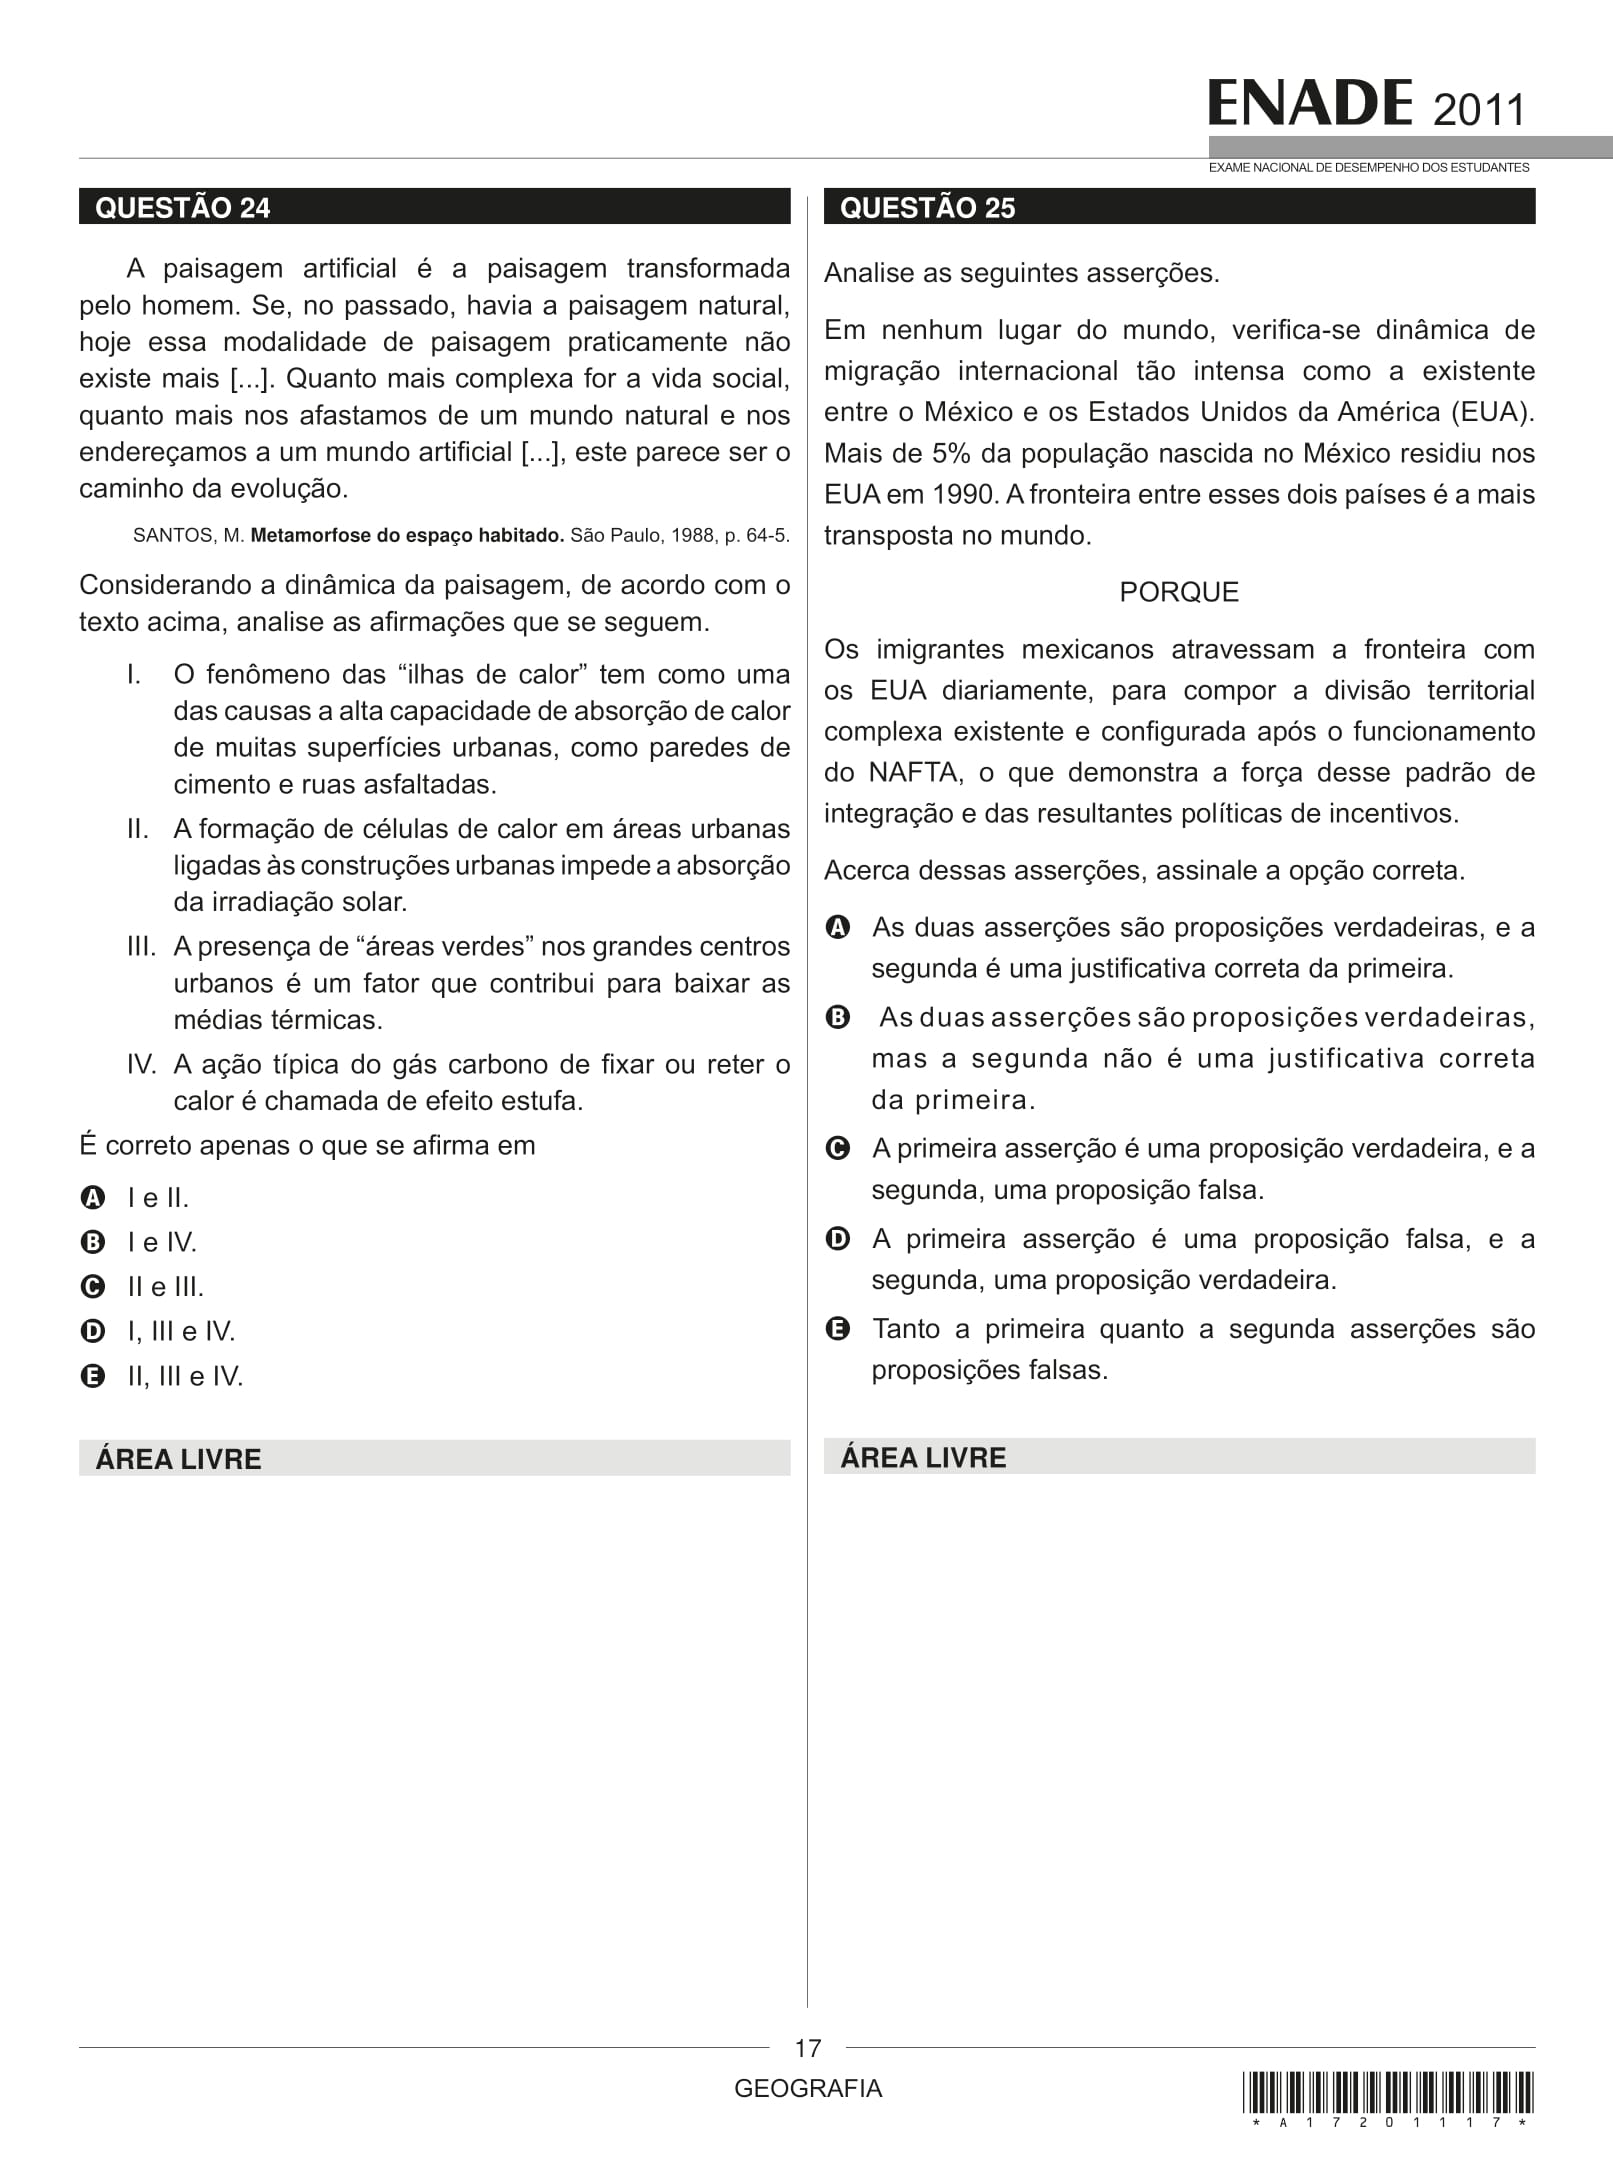 ENADE 2011
EXAME NACIONAL DE DESEMPENHO DOS ESTUDANTES
QUESTÃO 24
A paisagem artificial é a paisagem transformada
pelo homem. Se, no passado, havia a paisagem natural,
hoje essa modalidade de paisagem praticamente não
existe mais [...]. Quanto mais complexa for a vida social,
quanto mais nos afastamos de um mundo natural e nos
endereçamos a um mundo artificial [...], este parece ser o
caminho da evolução.
SANTOS, M. Metamorfose do espaço habitado. São Paulo, 1988, p. 64-5.
Considerando a dinâmica da paisagem, de acordo com o
texto acima, analise as afirmações que se seguem.
I. O fenômeno das “ilhas de calor” tem como uma
das causas a alta capacidade de absorção de calor
de muitas superfícies urbanas, como paredes de
cimento e ruas asfaltadas.
II. A formação de células de calor em áreas urbanas
ligadas às construções urbanas impede a absorção
da irradiação solar.
III. A presença de “áreas verdes” nos grandes centros
urbanos é um fator que contribui para baixar as
médias térmicas.
IV. A ação típica do gás carbono de fixar ou reter o
calor é chamada de efeito estufa.
É correto apenas o que se afirma em
A I e II.
B I e IV.
C II e III.
D I, III e IV.
E II, III e IV.
ÁREA LIVRE
QUESTÃO 25
Analise as seguintes asserções.
Em nenhum lugar do mundo, verifica-se dinâmica de
migração internacional tão intensa como a existente
entre o México e os Estados Unidos da América (EUA).
Mais de 5% da população nascida no México residiu nos
EUA em 1990. A fronteira entre esses dois países é a mais
transposta no mundo.
PORQUE
Os imigrantes mexicanos atravessam a fronteira com
os EUA diariamente, para compor a divisão territorial
complexa existente e configurada após o funcionamento
do NAFTA, o que demonstra a força desse padrão de
integração e das resultantes políticas de incentivos.
Acerca dessas asserções, assinale a opção correta.
A As duas asserções são proposições verdadeiras, e a
segunda é uma justificativa correta da primeira.
B As duas asserções são proposições verdadeiras,
mas a segunda não é uma justificativa correta
da primeira.
C A primeira asserção é uma proposição verdadeira, e a
segunda, uma proposição falsa.
D A primeira asserção é uma proposição falsa, e a
segunda, uma proposição verdadeira.
E Tanto a primeira quanto a segunda asserções são
proposições falsas.
ÁREA LIVRE
17
GEOGRAFIA
* A 1 7 2 0 1 1 1 7 *